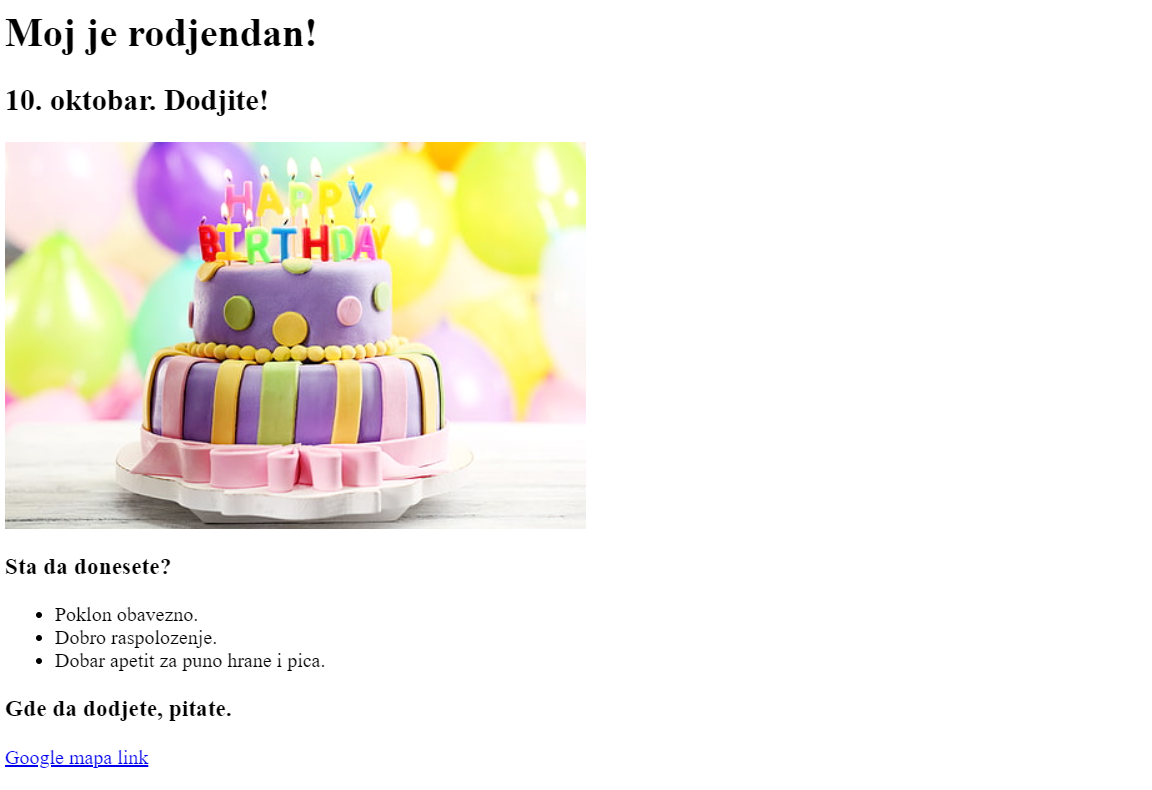 Moj je rodjendan!
10. oktobar. Dodjite!
HAPPY
BIRTHDAY
Sta da donesete?
Poklon obavezno.
Dobro raspolozenje.
Dobar apetit za puno hrane i pica.
Gde da dodjete, pitate.
Google mapa link